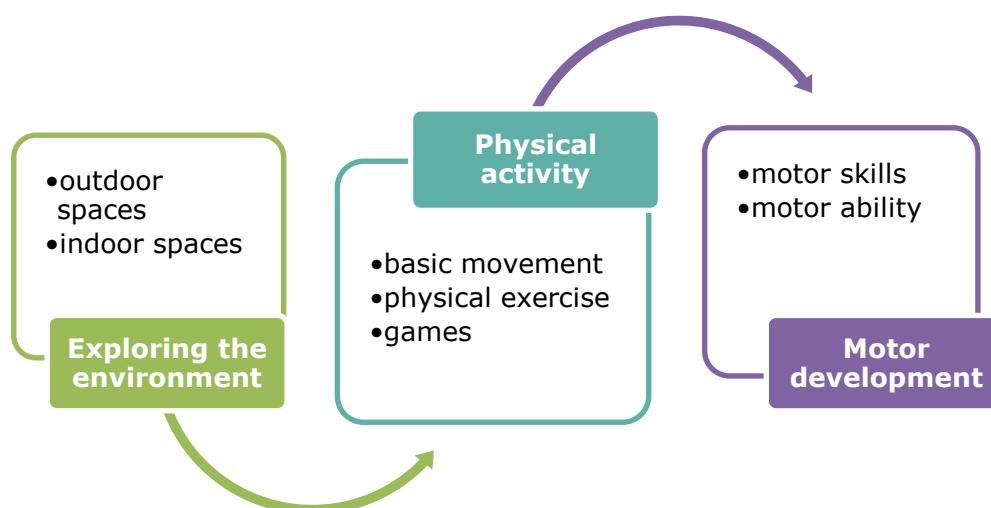 •outdoor
spaces
•indoor spaces
Exploring the
environment
Physical
activity
•basic movement
•physical exercise
•games
•motor skills
•motor ability
Motor
development